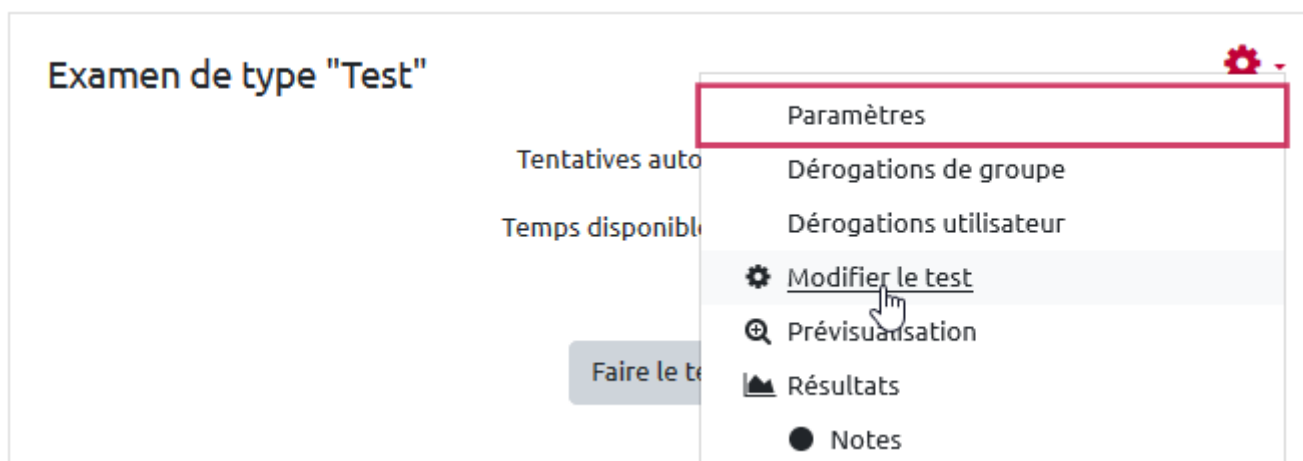 Examen de type "Test"
Paramètres
Tentatives auto
Dérogations de groupe
Temps disponible
Dérogations utilisateur
Modifier le test
Prévisualisation
Faire le te
Résultats
Notes